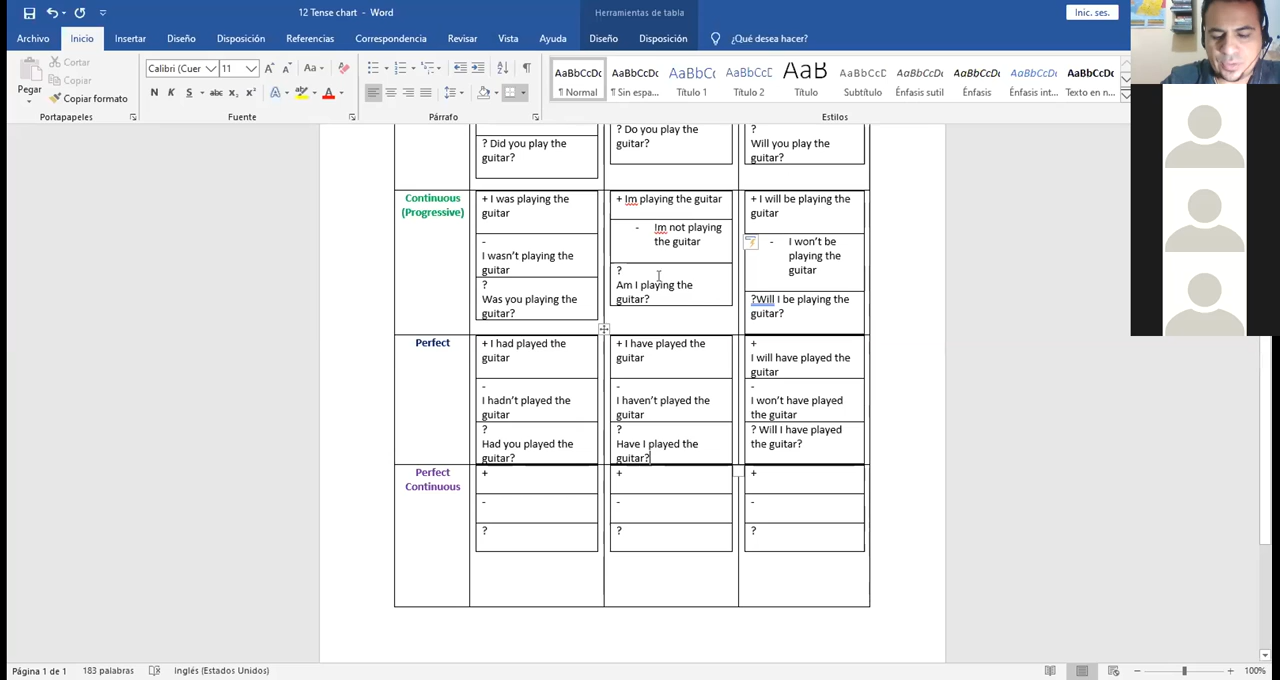 12 Tense chart - Word
Herramientas de tabla
Inic. ses.
Archivo
Inicio
Insertar
Diseño
Disposición
Referencias
Correspondencia
Revisar
Vista
Ayuda
Diseño
Disposición
¿Qué desea hacer?
Pegar
Cortar
Copiar
Copiar formato
Portapapeles
Calibri (Cuer
11
Aa
N K S abc x₂ x²
Fuente
Párrafo
AaBbCcDc
¶ Normal
AaBbCcDc
¶ Sin espa...
AaBbCc
Título 1
AaBbCcD
Título 2
AaB
Título
AaBbCcD
Subtítulo
AaBbCcDc
Énfasis sutil
AaBbCcDc
Énfasis
AaBbCcDc
Énfasis int...
AaBbCcDc
Texto en n...
Estilos
? Did you play the
guitar?
? Do you play the
guitar?
?
Will you play the
guitar?
Continuous
(Progressive)
+ I was playing the
guitar
-
I wasn't playing the
guitar
?
Was you playing the
guitar?
+ Im playing the guitar
- Im not playing
the guitar
?
Am I playing the
guitar?
+ I will be playing the
guitar
- I won't be
playing the
guitar
?Will I be playing the
guitar?
Perfect
+ I had played the
guitar
-
I hadn't played the
guitar
?
Had you played the
guitar?
+ I have played the
guitar
-
I haven't played the
guitar
?
Have I played the
guitar?
+
I will have played the
guitar
-
I won't have played
the guitar
? Will I have played
the guitar?
Perfect
Continuous
+
-
?
+
-
?
+
-
?
Página 1 de 1
183 palabras
Inglés (Estados Unidos)
100%